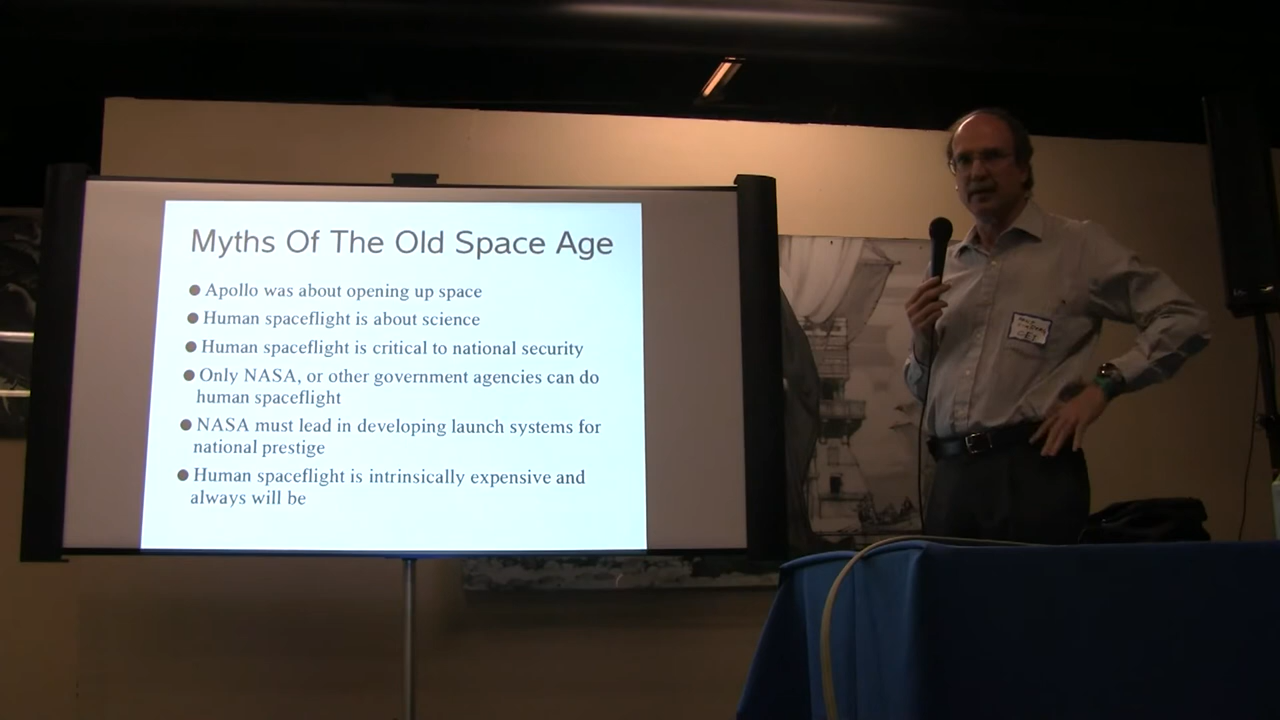 Myths Of The Old Space Age
Apollo was about opening up space
Human spaceflight is about science
Human spaceflight is critical to national security
Only NASA, or other government agencies can do
human spaceflight
NASA must lead in developing launch systems for
national prestige
Human spaceflight is intrinsically expensive and
always will be